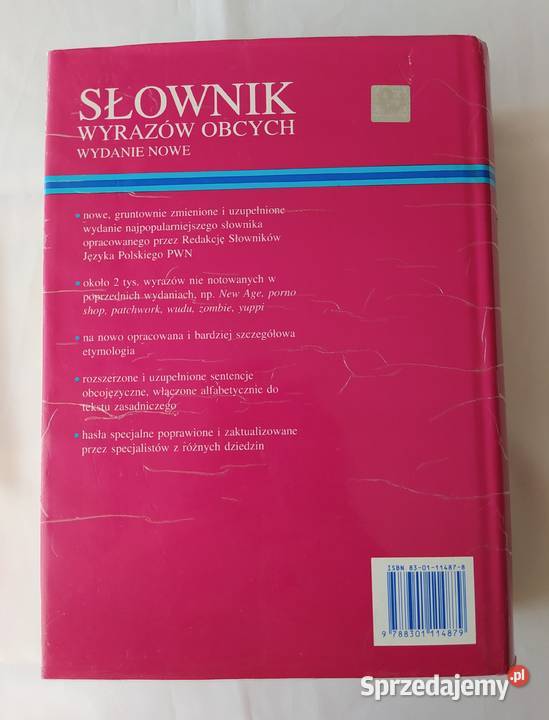 SŁOWNIK
WYRAZÓW OBCYCH
WYDANIE NOWE
• nowe, gruntownie zmienione i uzupełnione
wydanie najpopularniejszego słownika
opracowanego przez Redakcję Słowników
Języka Polskiego PWN
• około 2 tys. wyrazów nie notowanych w
poprzednich wydaniach, np. New Age, porno
shop, patchwork, wudu, zombie, yuppi
• na nowo opracowana i bardziej szczegółowa
etymologia
• rozszerzone i uzupełnione sentencje
obcojęzyczne, włączone alfabetycznie do
tekstu zasadniczego
• hasła specjalne poprawione i zaktualizowane
przez specjalistów z różnych dziedzin
ISBN 83-01-11487-8
9 788301 114879
Sprzedajemy.pl